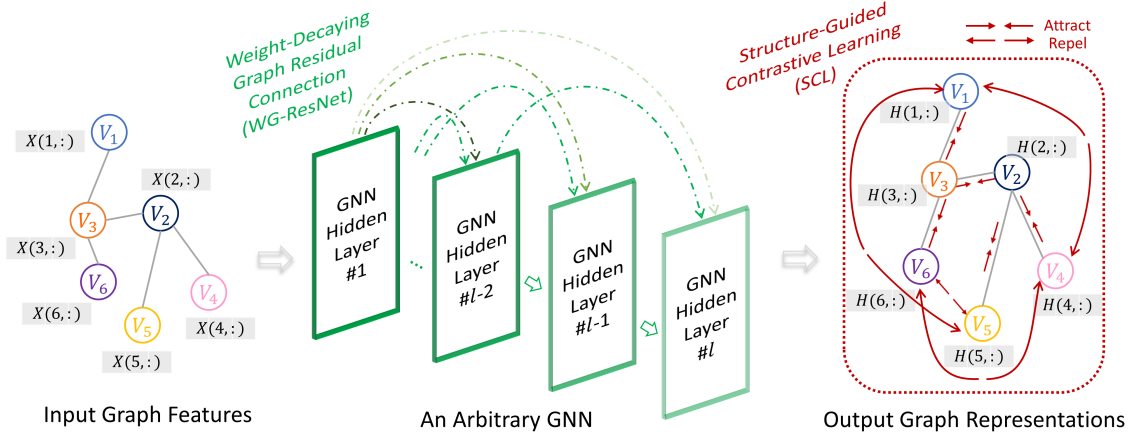 Weight-Decaying
Graph Residual
Connection
(WG-ResNet)
Structure-Guided
Contrastive Learning
(SCL)
Attract
Repel
X(1,:)
V1
X(2,:)
V2
V3
X(3,:)
V6
X(6,:)
V4
X(4,:)
V5
X(5,:)
GNN
Hidden
Layer
#1
...
GNN
Hidden
Layer
#l-2
GNN
Hidden
Layer
#l-1
GNN
Hidden
Layer
#l
V1
H(1,:)
H(2,:)
V2
V3
H(3,:)
V6
H(6,:)
V4
H(4,:)
V5
H(5,:)
Input Graph Features
An Arbitrary GNN
Output Graph Representations